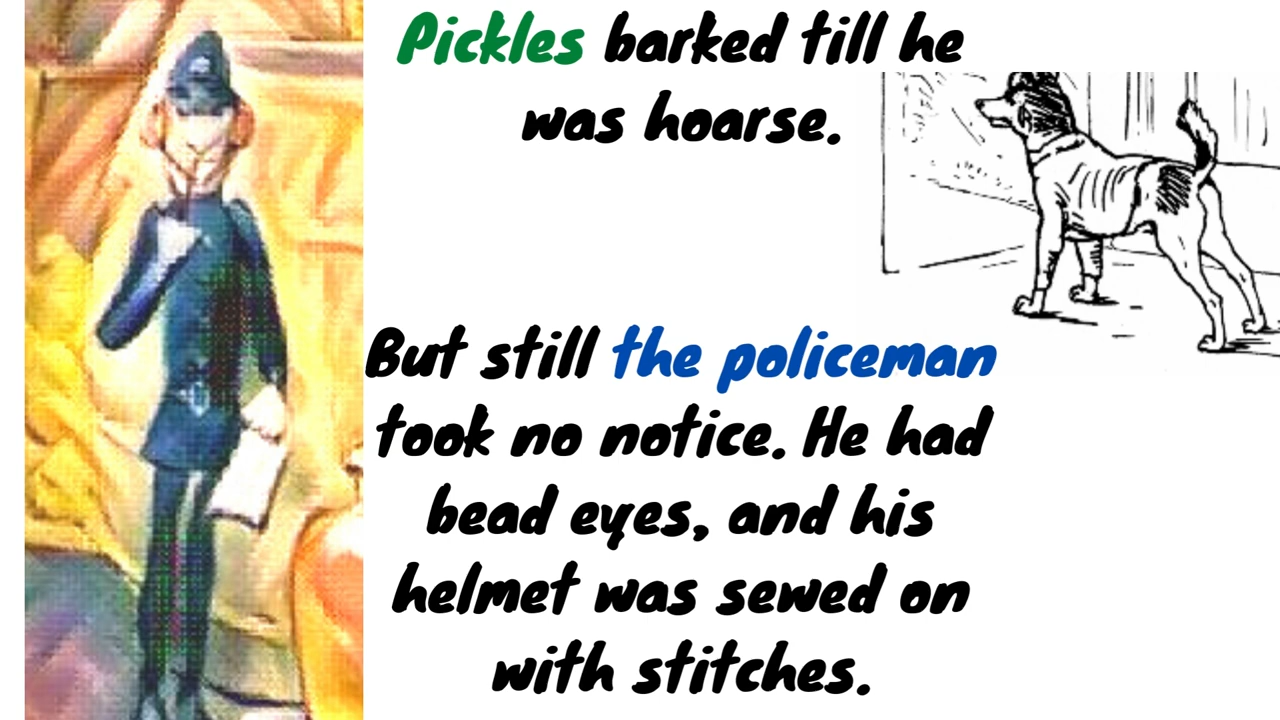 Pickles barked till he
was hoarse.
But still the policeman
took no notice. He had
bead eyes, and his
helmet was sewed on
with stitches.